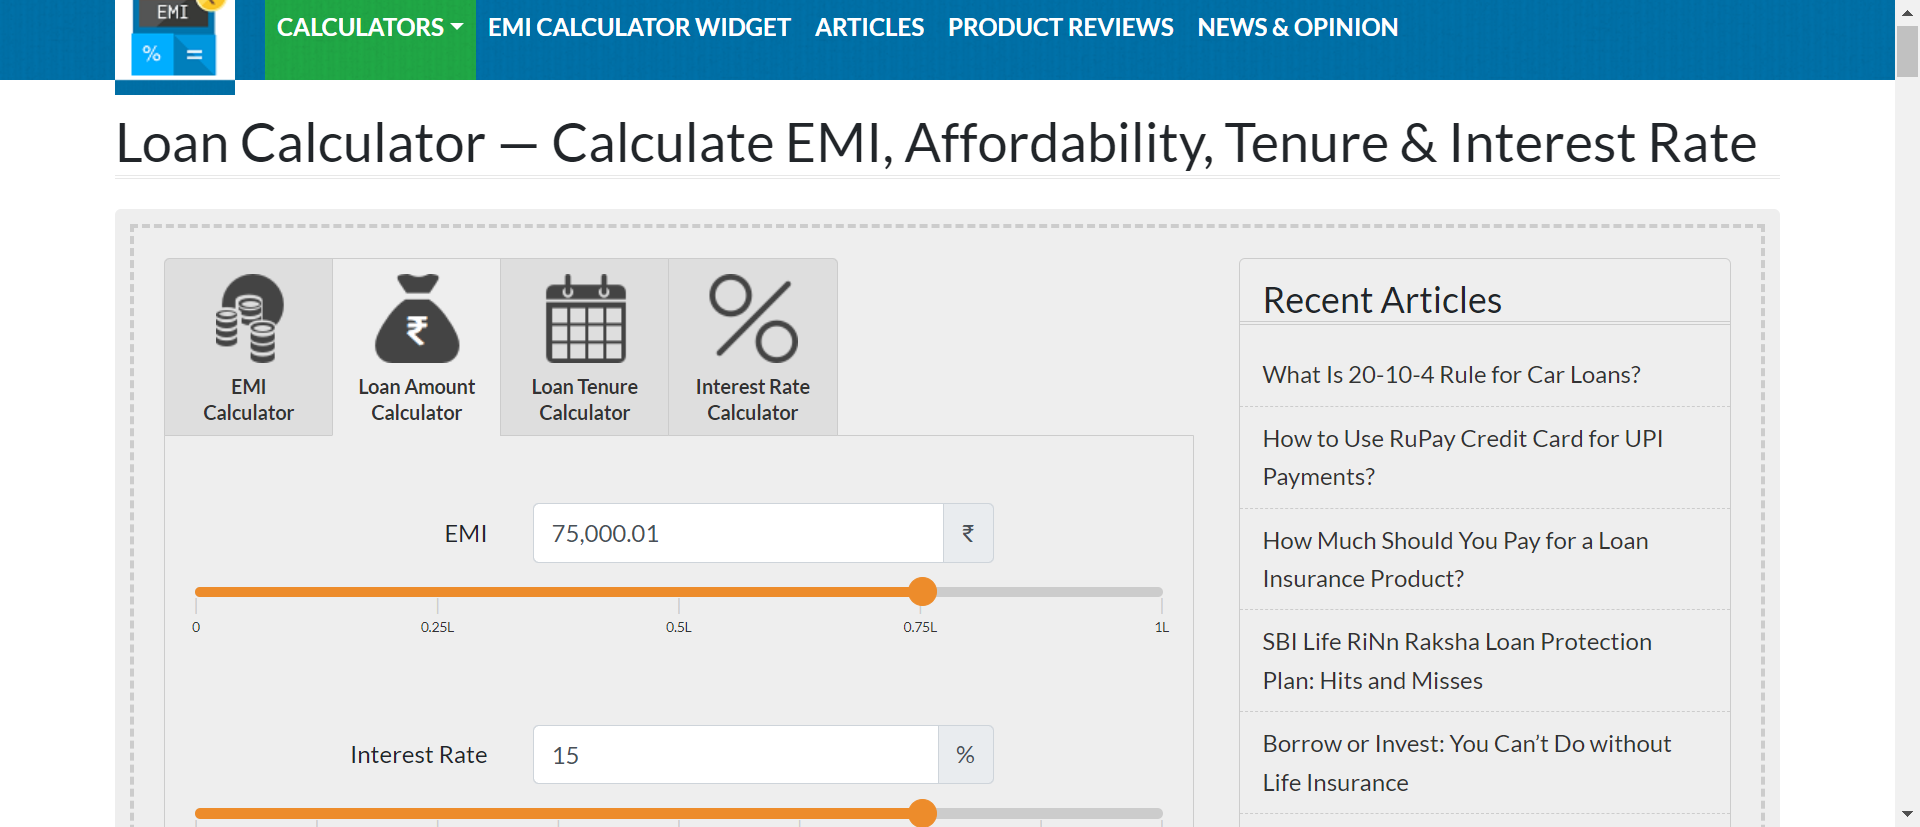 EMI
% =
CALCULATORS EMI CALCULATOR WIDGET ARTICLES PRODUCT REVIEWS NEWS & OPINION
Loan Calculator — Calculate EMI, Affordability, Tenure & Interest Rate
₹
EMI
Calculator
Loan Amount
Calculator
Loan Tenure
Calculator
Interest Rate
Calculator
EMI 75,000.01 ₹
0 0.25L 0.5L 0.75L 1L
Interest Rate 15 %
Recent Articles
What Is 20-10-4 Rule for Car Loans?
How to Use RuPay Credit Card for UPI
Payments?
How Much Should You Pay for a Loan
Insurance Product?
SBI Life RiNn Raksha Loan Protection
Plan: Hits and Misses
Borrow or Invest: You Can’t Do without
Life Insurance